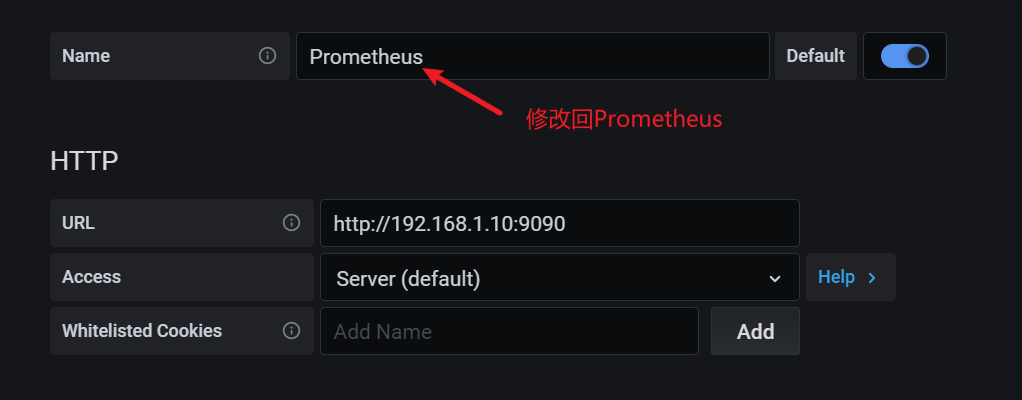 Name Prometheus Default
修改回Prometheus
HTTP
URL http://192.168.1.10:9090
Access Server (default) Help
Whitelisted Cookies Add Name Add